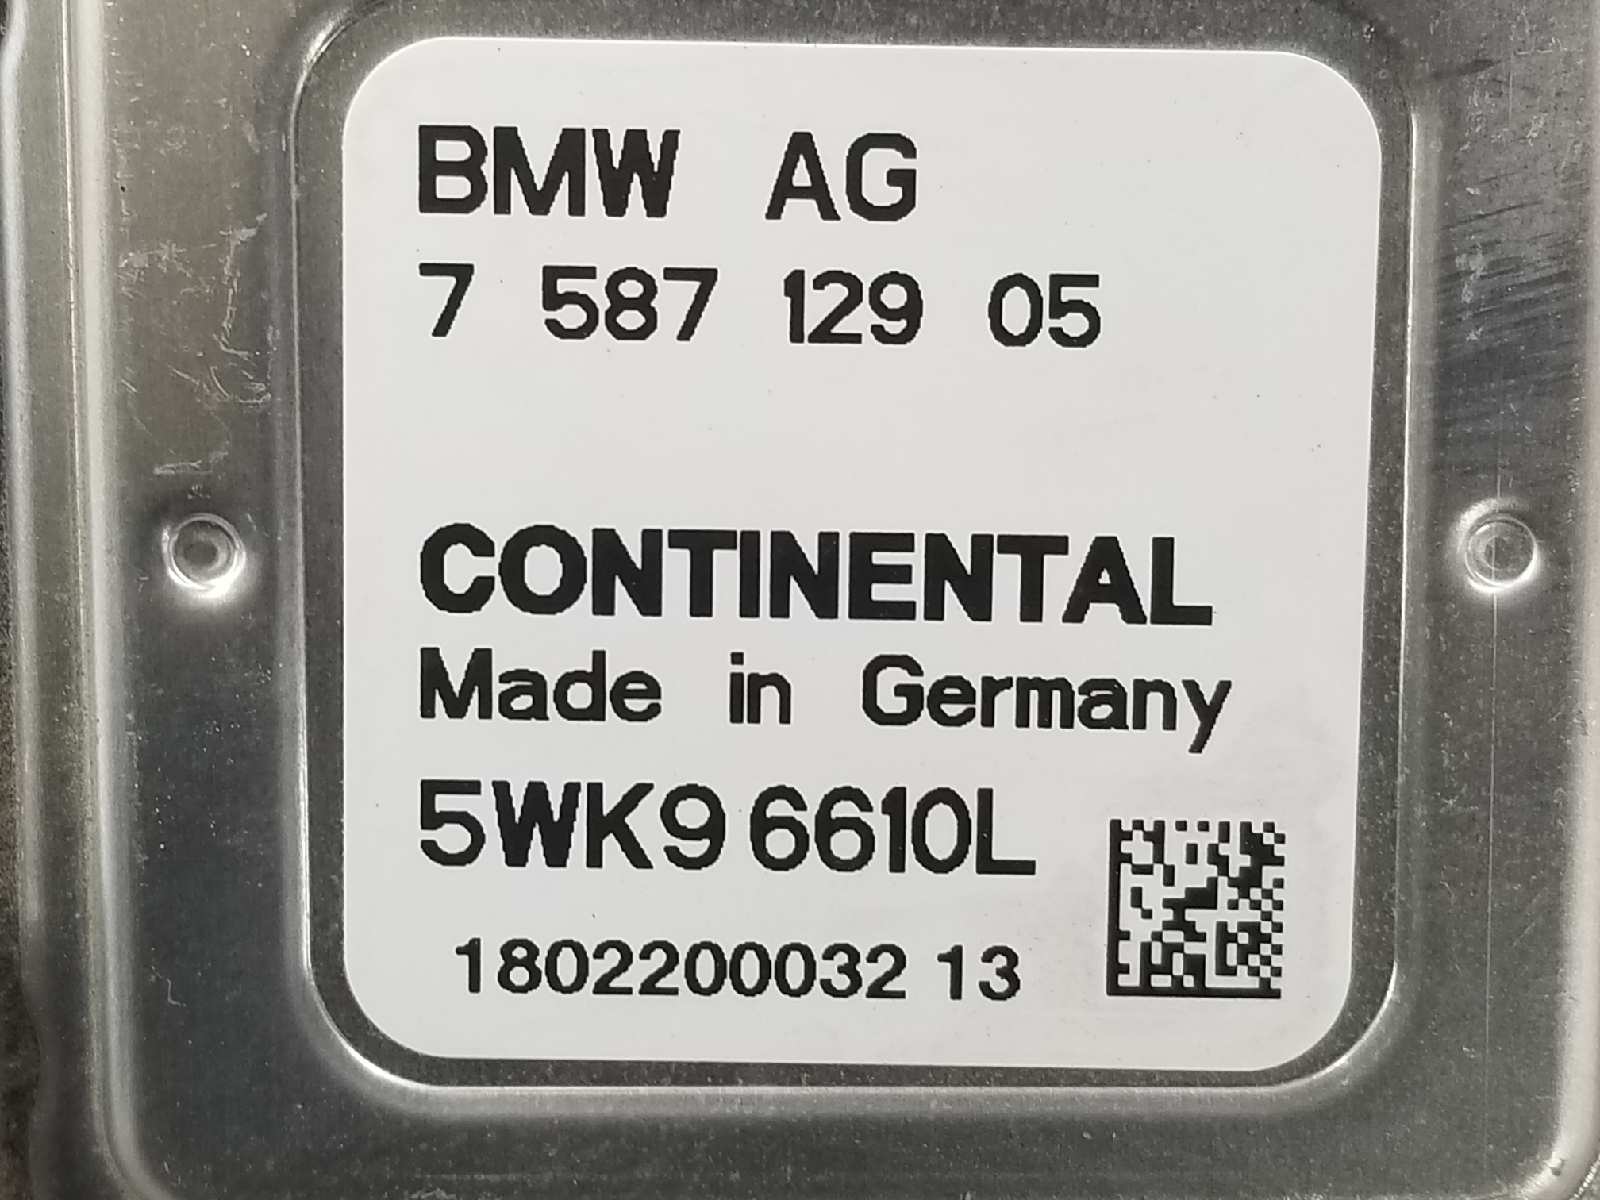 BMW AG
7 587 129 05
CONTINENTAL
Made in Germany
5WK9 6610L
1802200032 13